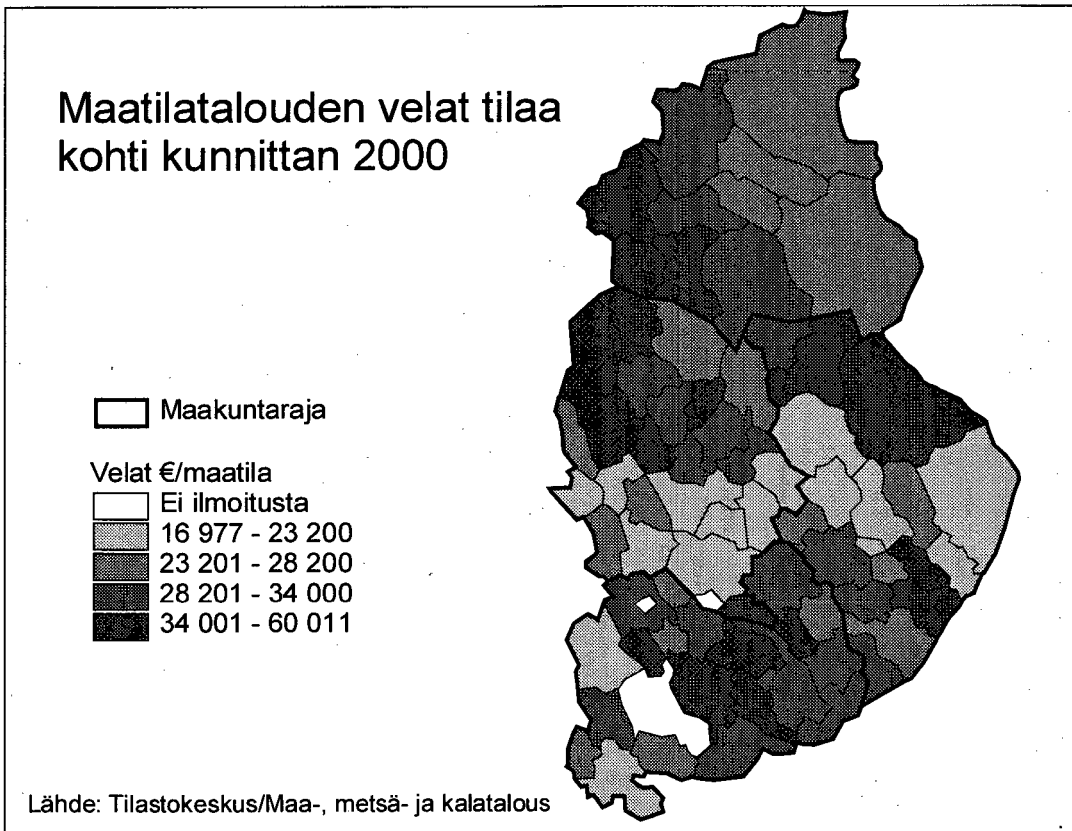 Maatilatalouden velat tilaa
kohti kunnittan 2000
Maakuntaraja
Velat €/maatila
Ei ilmoitusta
16 977 - 23 200
23 201 - 28 200
28 201 - 34 000
34 001 - 60 011
Lähde: Tilastokeskus/Maa-, metsä- ja kalatalous